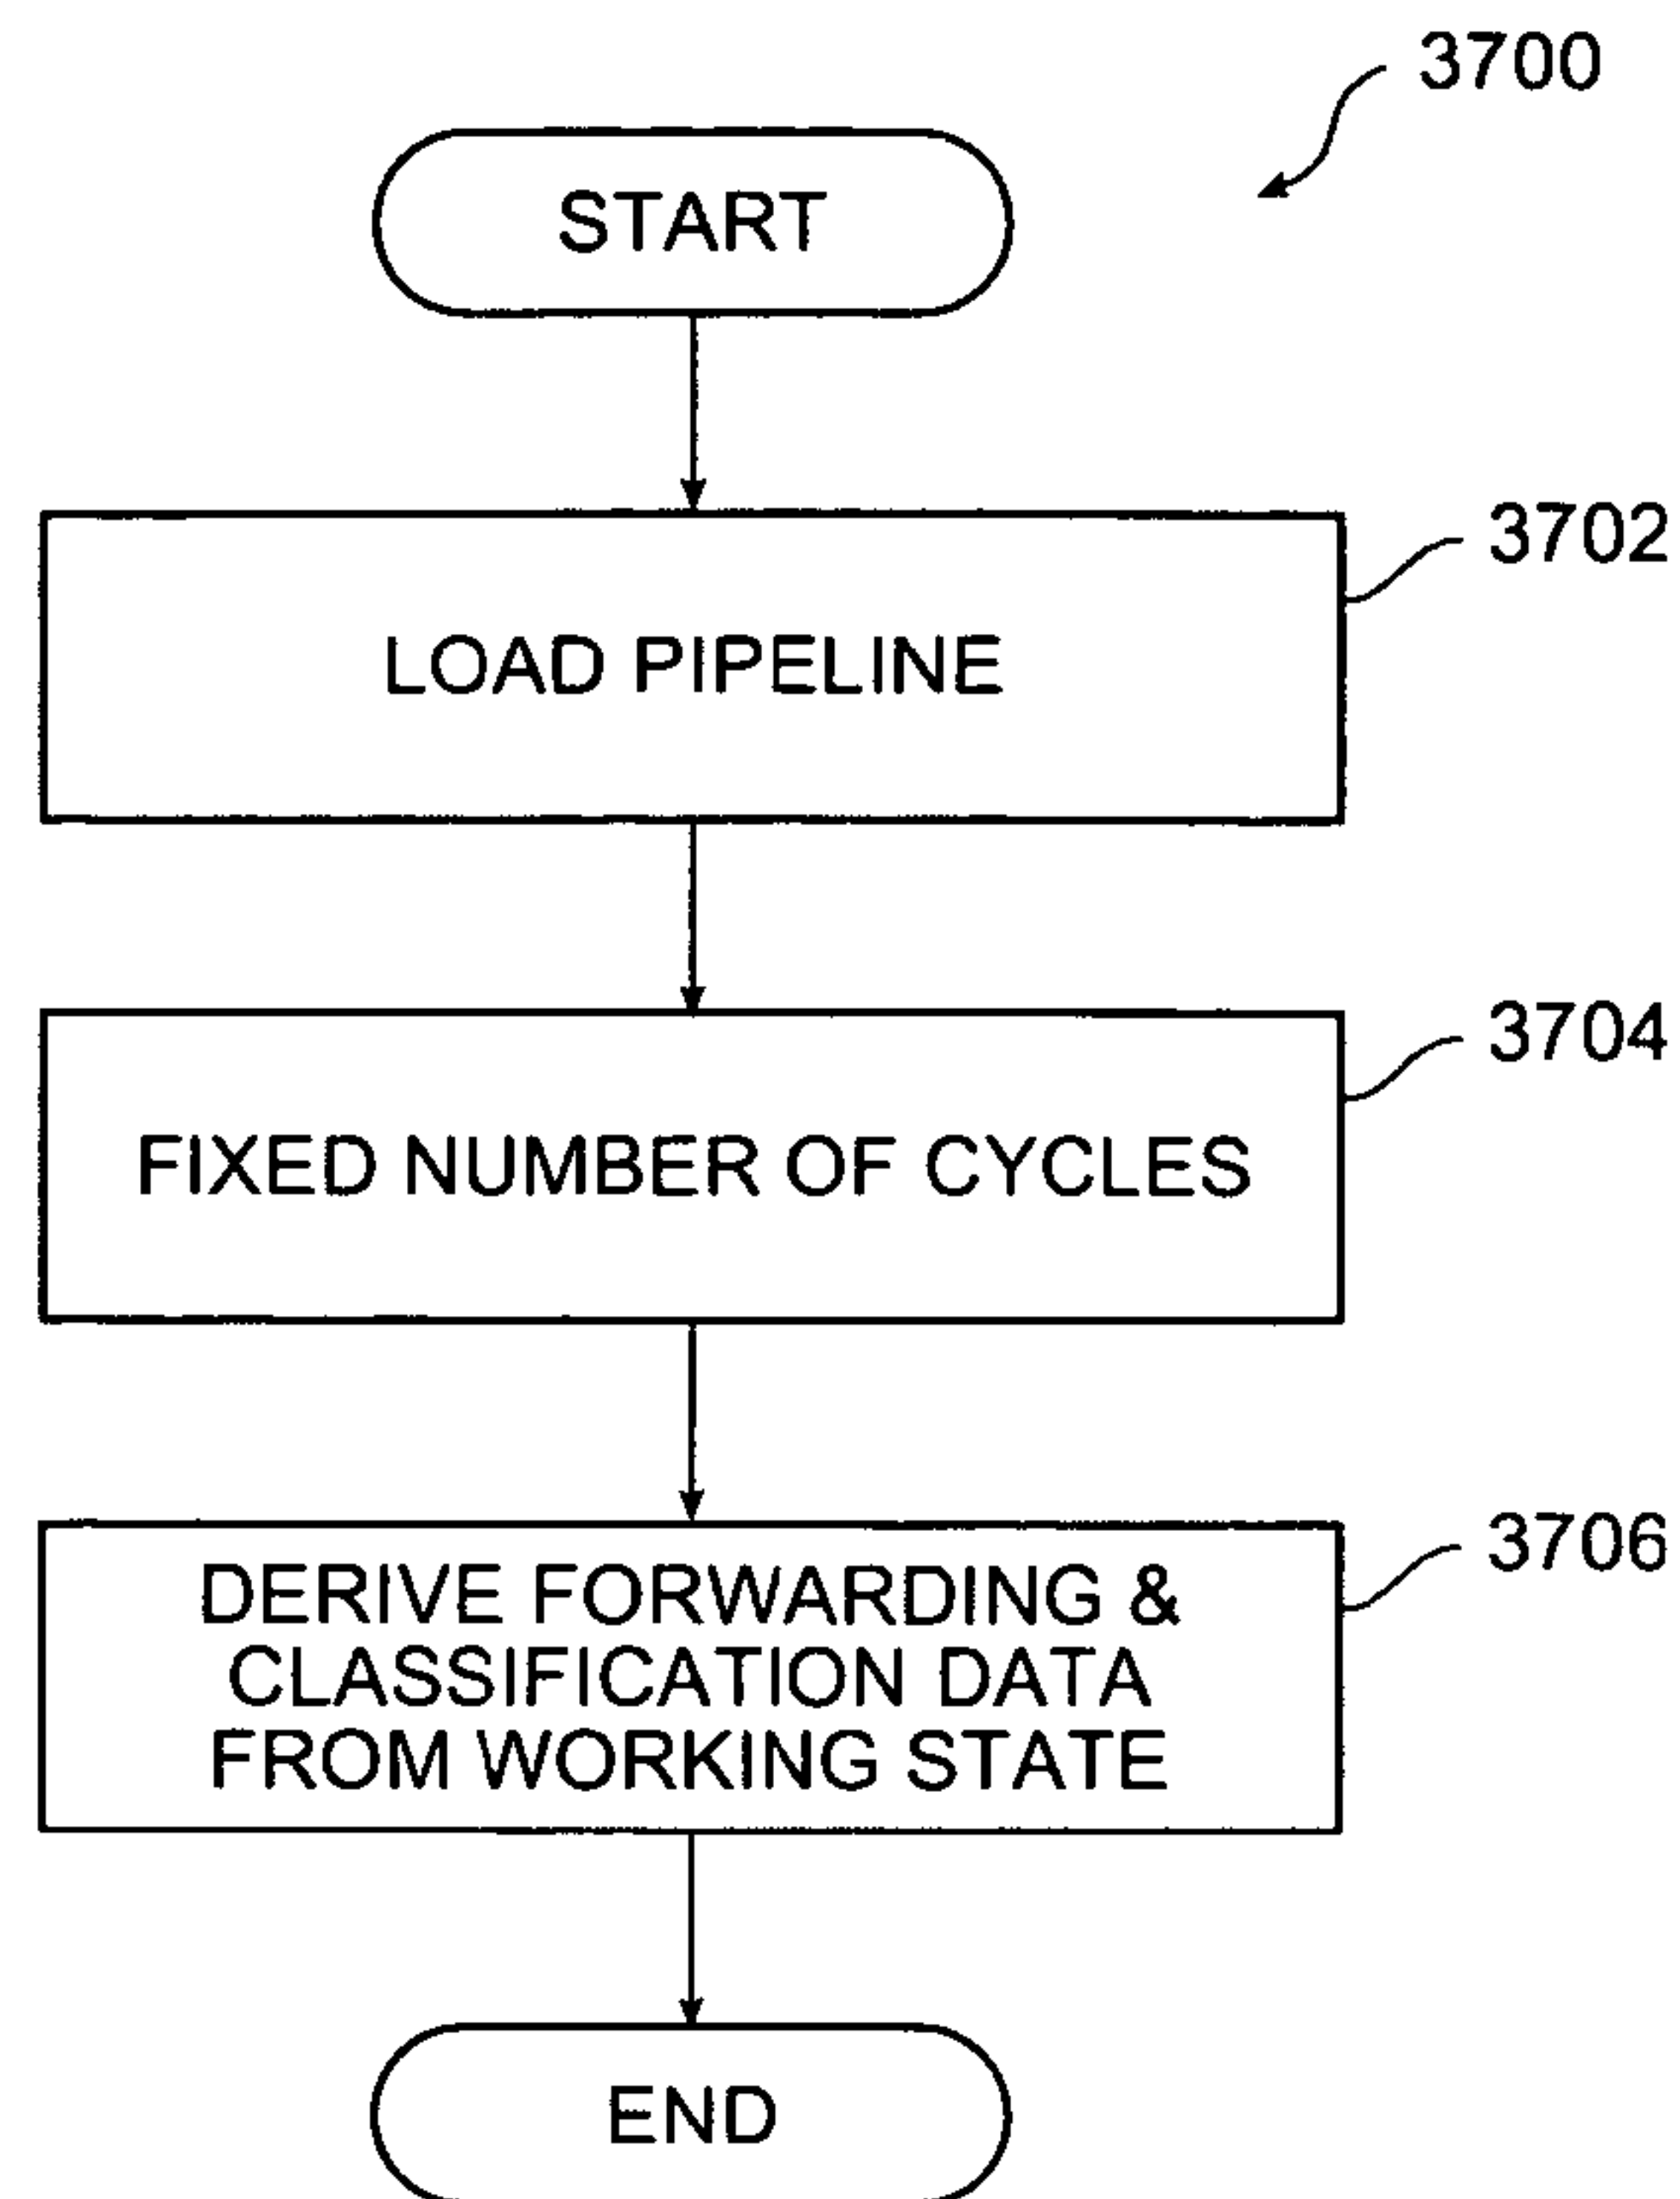 3700
START
3702
LOAD PIPELINE
3704
FIXED NUMBER OF CYCLES
3706
DERIVE FORWARDING &
CLASSIFICATION DATA
FROM WORKING STATE
END